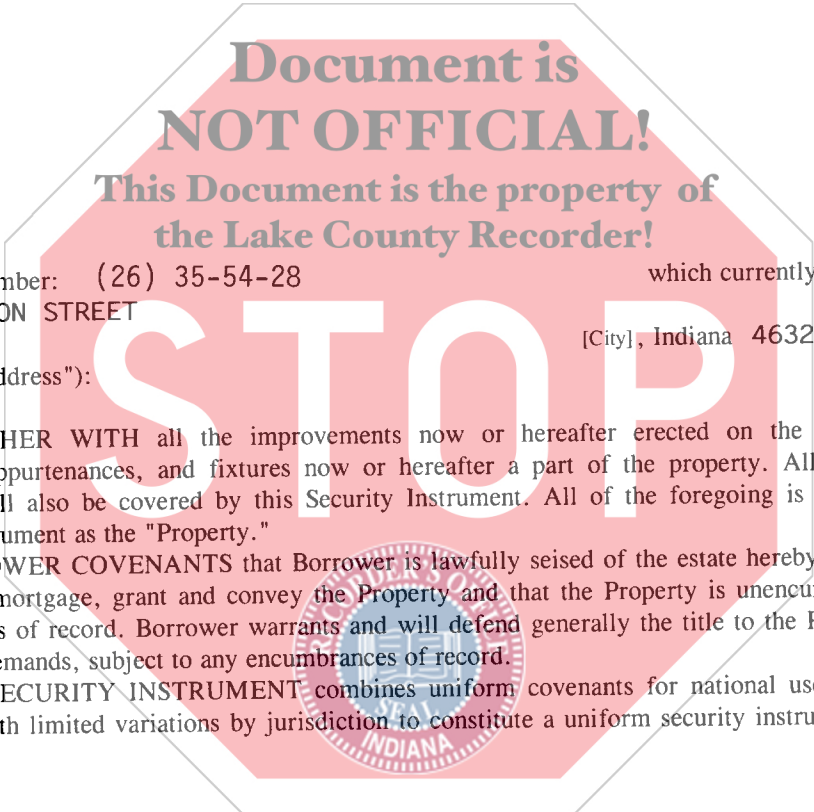 Document is
NOT OFFICIAL!
This Document is the property of
the Lake County Recorder!
mber: (26) 35-54-28 which currently
ON STREET
[City], Indiana 4632
ddress"):
STOP
HER WITH all the improvements now or hereafter erected on the
ppurtenances, and fixtures now or hereafter a part of the property. All
ll also be covered by this Security Instrument. All of the foregoing is
ument as the "Property."
OWER COVENANTS that Borrower is lawfully seised of the estate hereby
mortgage, grant and convey the Property and that the Property is unencu
s of record. Borrower warrants and will defend generally the title to the P
emands, subject to any encumbrances of record.
ECURITY INSTRUMENT combines uniform covenants for national us
th limited variations by jurisdiction to constitute a uniform security instru
RECORDER'S OFFICE
SEAL
INDIANA